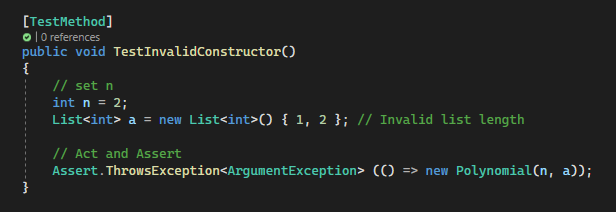 [TestMethod]
| 0 references
public void TestInvalidConstructor()
{
// set n
int n = 2;
List<int> a = new List<int>() { 1, 2 }; // Invalid list length
// Act and Assert
Assert.ThrowsException<ArgumentException> (() => new Polynomial(n, a));
}